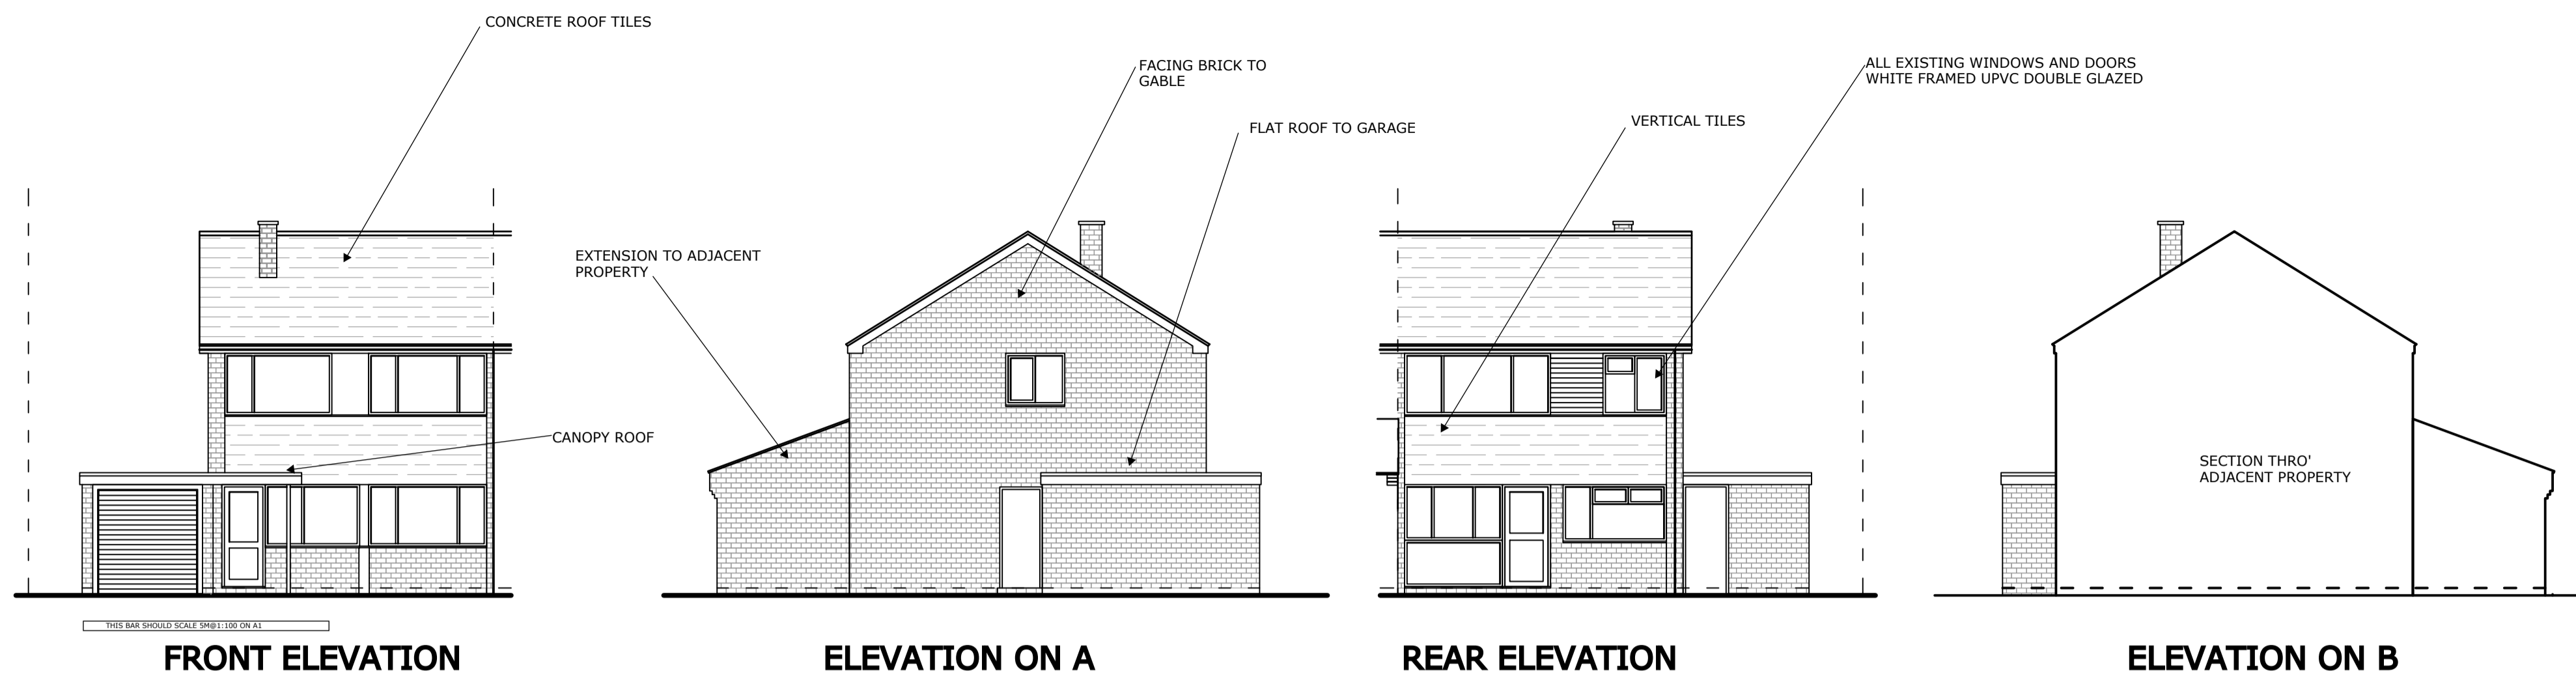 CONCRETE ROOF TILES
FACING BRICK TO
GABLE
ALL EXISTING WINDOWS AND DOORS
WHITE FRAMED UPVC DOUBLE GLAZED
FLAT ROOF TO GARAGE
VERTICAL TILES
EXTENSION TO ADJACENT
PROPERTY
CANOPY ROOF
SECTION THRO'
ADJACENT PROPERTY
THIS BAR SHOULD SCALE 5M@1:100 ON A1
FRONT ELEVATION
ELEVATION ON A
REAR ELEVATION
ELEVATION ON B